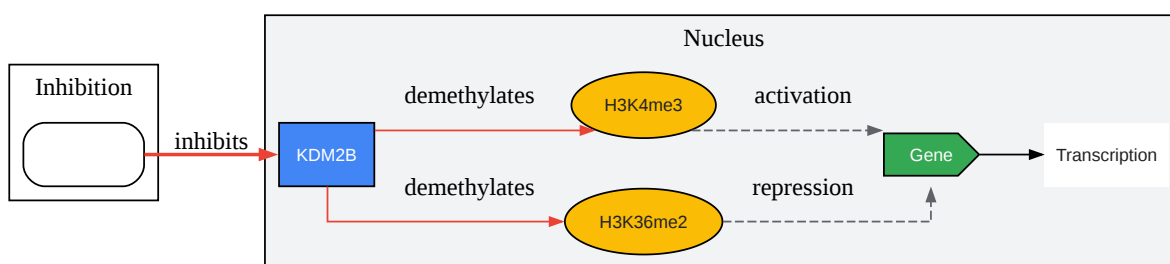 Nucleus
Inhibition
demethylates
H3K4me3
activation
inhibits
KDM2B
Gene
Transcription
demethylates
repression
H3K36me2